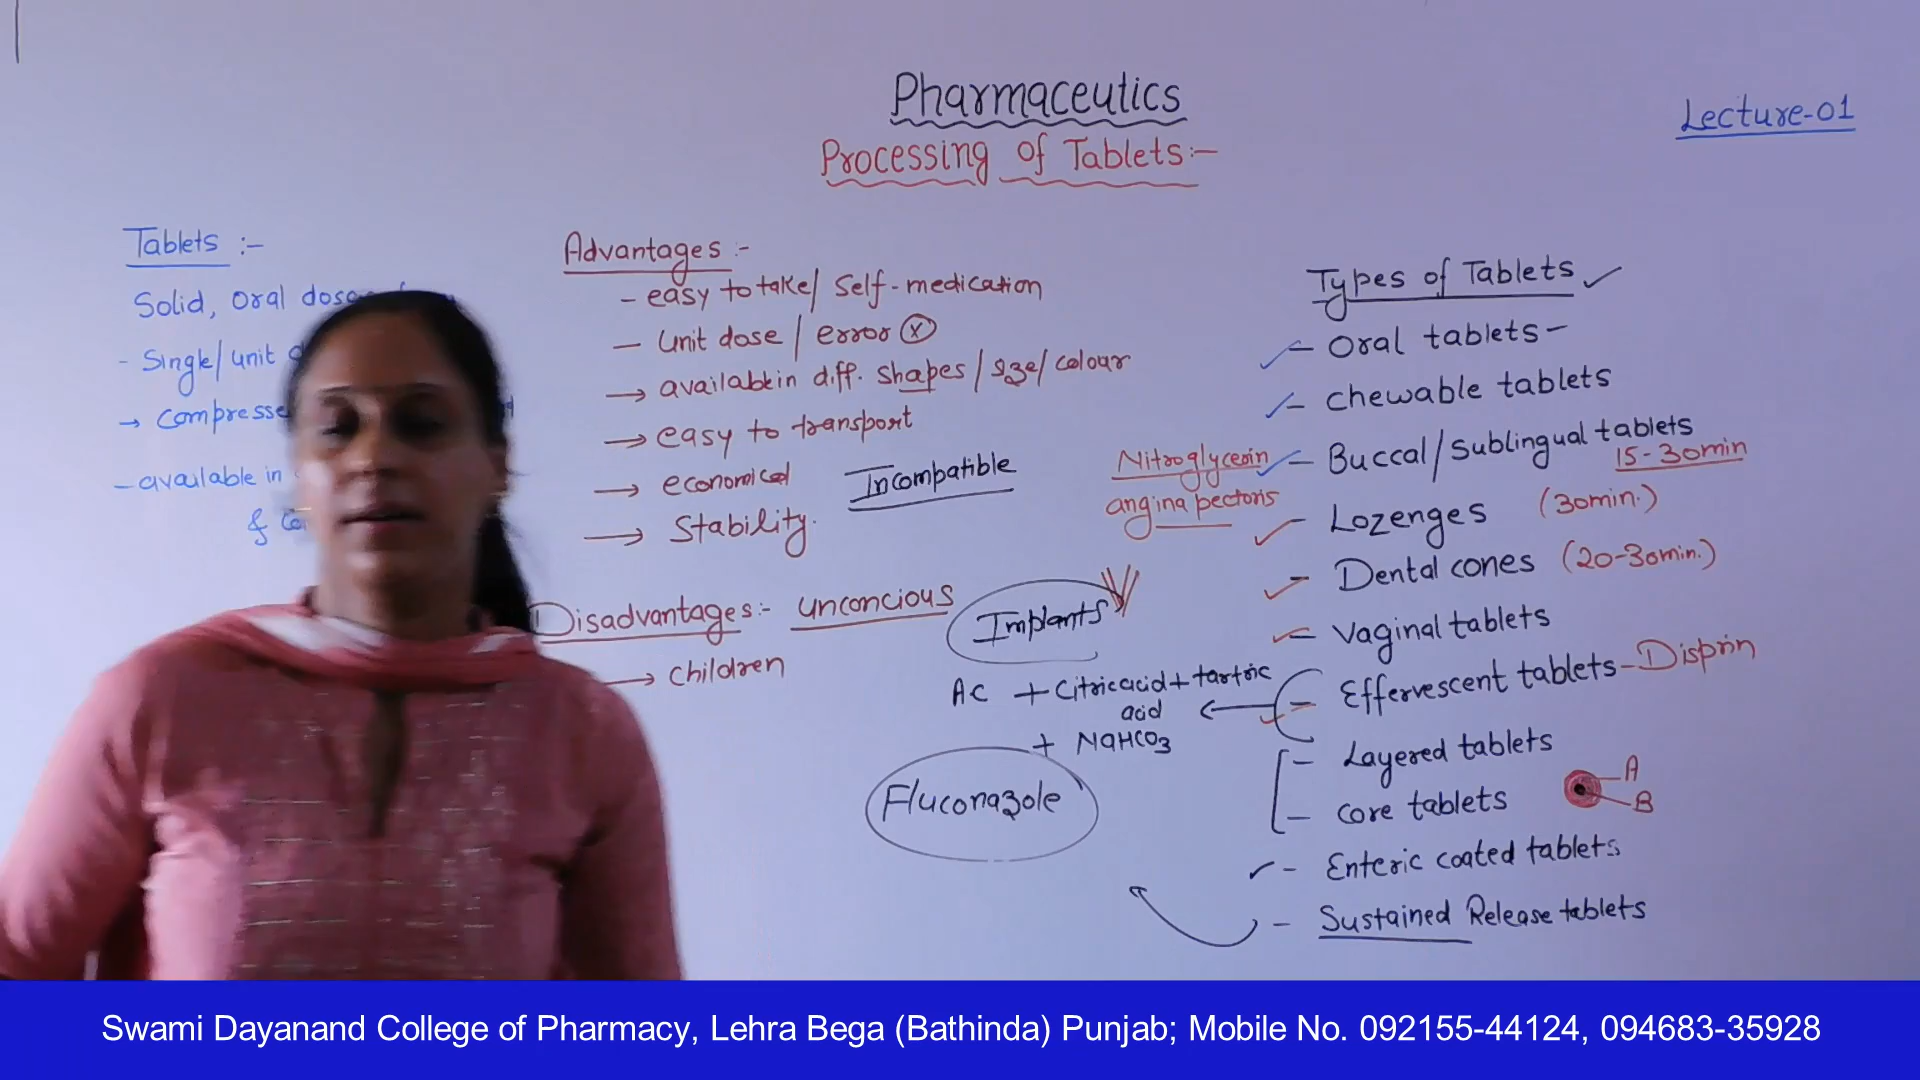 Pharmaceutics
Lecture-01
Processing of Tablets:-
Tablets :-
Solid, oral
- Single/unit
→ compresse
- available in
&
Advantages :-
- easy to take/ Self-medication
- Unit dose / error (x)
→ available in diff. shapes / size/ colour
→ easy to transport
→ economical
→ Stability.
Incompatible
Disadvantages:- unconcious
→ children
Implants
Types of Tablets ✓
- Oral tablets-
- chewable tablets
Nitroglycerin - Buccal/Sublingual tablets
15-30min
angina pectoris
- Lozenges (30min.)
- Dental cones (20-30min.)
- Vaginal tablets
- Effervescent tablets-Disprin
AC + Citric acid + tartric
acid
+ NaHCO3
- Layered tablets
- core tablets
A
B
Fluconazole
- Enteric coated tablets
- Sustained Release tablets
Swami Dayanand College of Pharmacy, Lehra Bega (Bathinda) Punjab; Mobile No. 092155-44124, 094683-35928